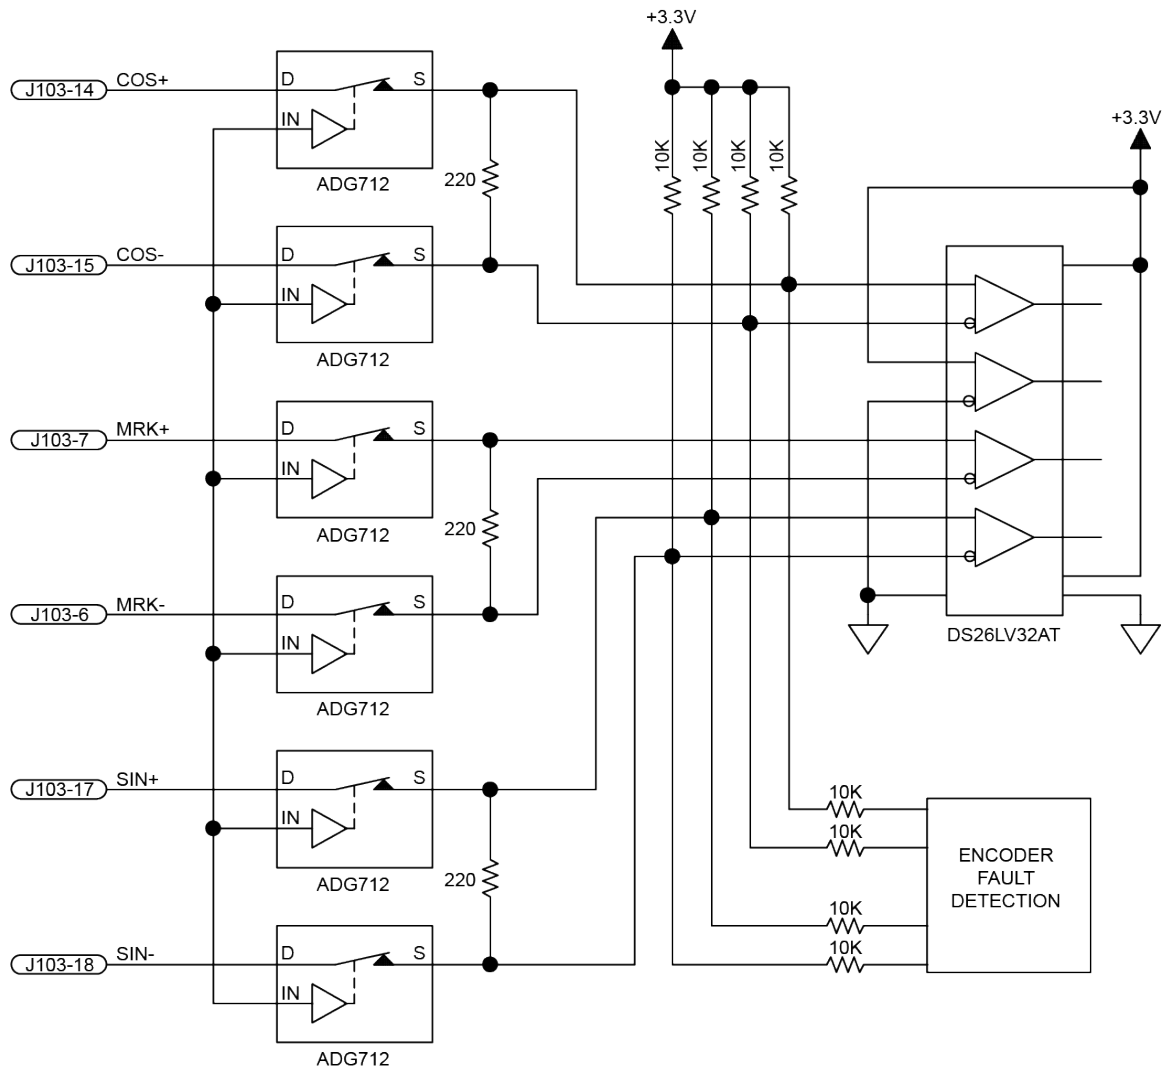 +3.3V
J103-14 COS+
D S
IN
ADG712
220
10K 10K 10K 10K
+3.3V
J103-15 COS-
D S
IN
ADG712
J103-7 MRK+
D S
IN
ADG712
220
J103-6 MRK-
D S
IN
ADG712
DS26LV32AT
J103-17 SIN+
D S
IN
ADG712
220
10K
10K
10K
10K
ENCODER
FAULT
DETECTION
J103-18 SIN-
D S
IN
ADG712